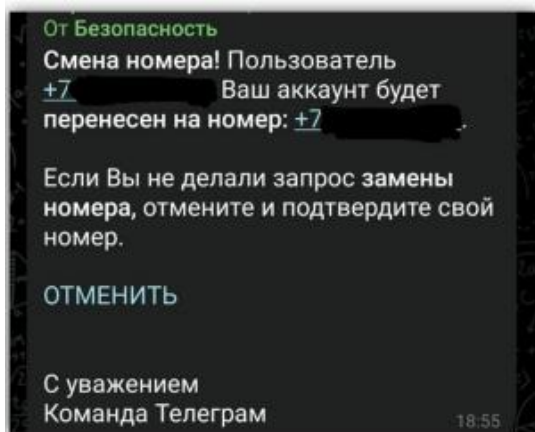 От Безопасность
Смена номера! Пользователь
+7 Ваш аккаунт будет
перенесен на номер: +7 .
Если Вы не делали запрос замены
номера, отмените и подтвердите свой
номер.
ОТМЕНИТЬ
С уважением
Команда Телеграм
18:55